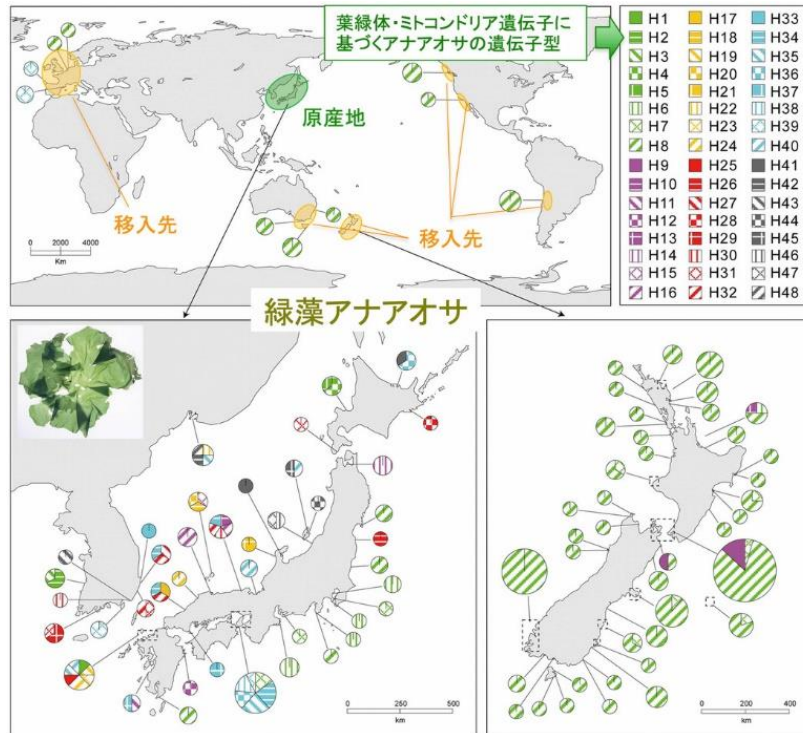 葉緑体・ミトコンドリア遺伝子に
基づくアナアオサの遺伝子型
H1 H17 H33
H2 H18 H34
H3 H19 H35
H4 H20 H36
H5 H21 H37
H6 H22 H38
H7 H23 H39
H8 H24 H40
H9 H25 H41
H10 H26 H42
H11 H27 H43
H12 H28 H44
H13 H29 H45
H14 H30 H46
H15 H31 H47
H16 H32 H48
原産地
移入先
移入先
0 2000 4000
Km
緑藻アナアオサ
0 250 500
km
0 200 400
km